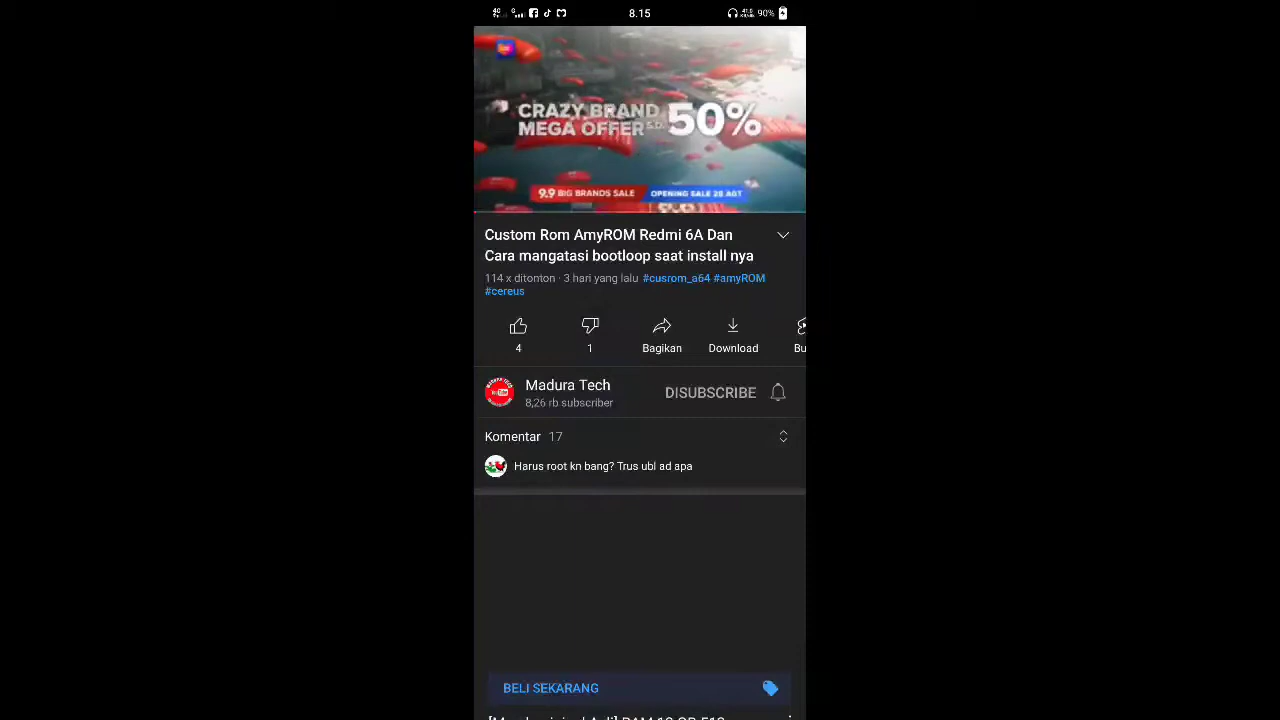 8.15
90%
CRAZY BRAND
MEGA OFFER S.D. 50%
9.9 BIG BRANDS SALE OPENING SALE 28 AGT
Custom Rom AmyROM Redmi 6A Dan
Cara mangatasi bootloop saat install nya
114 x ditonton · 3 hari yang lalu #cusrom_a64 #amyROM
#cereus
4
1
Bagikan
Download
Bu
Madura Tech
8,26 rb subscriber
DISUBSCRIBE
Komentar 17
Harus root kn bang? Trus ubl ad apa
BELI SEKARANG